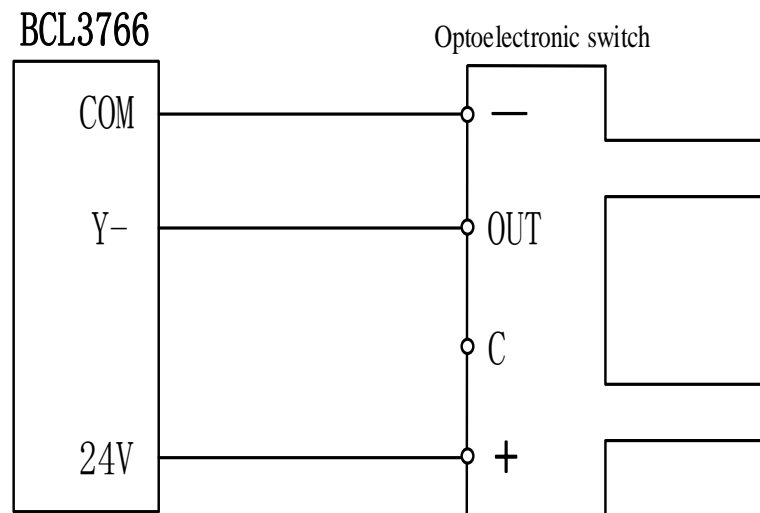 BCL3766
Optoelectronic switch
COM
—
Y-
OUT
C
24V
+